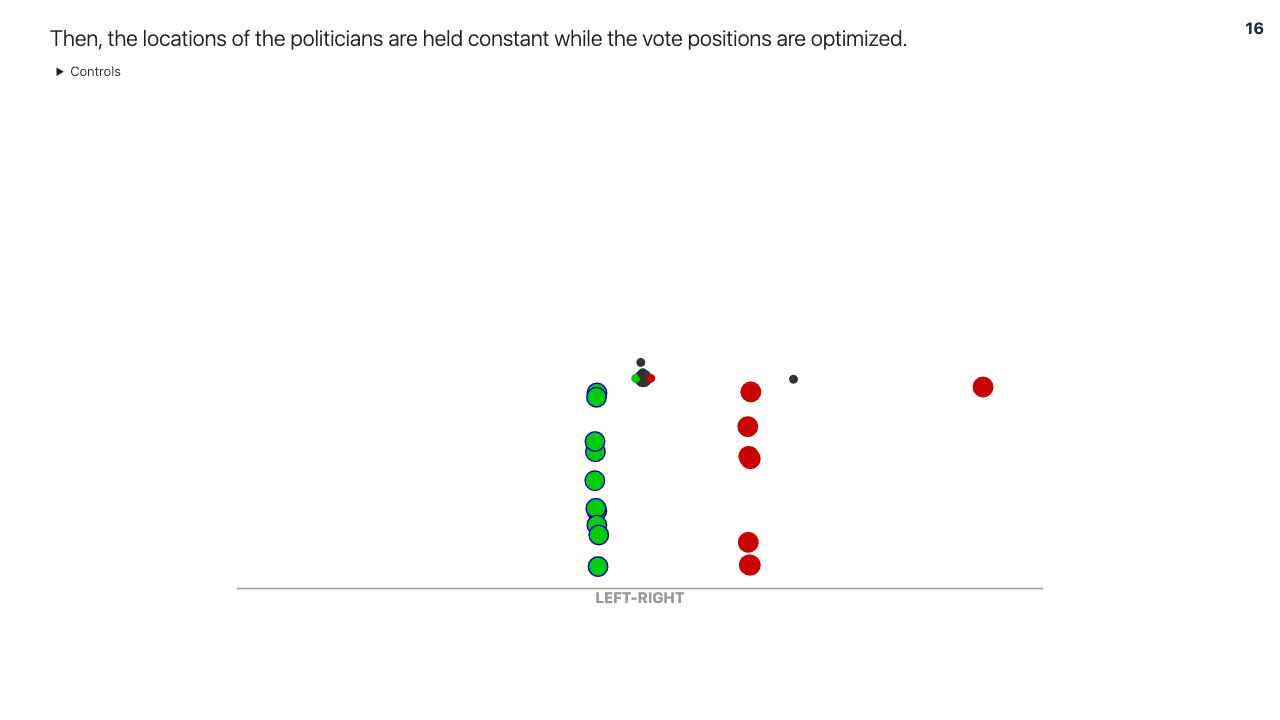 Then, the locations of the politicians are held constant while the vote positions are optimized.
16
Controls
LEFT-RIGHT